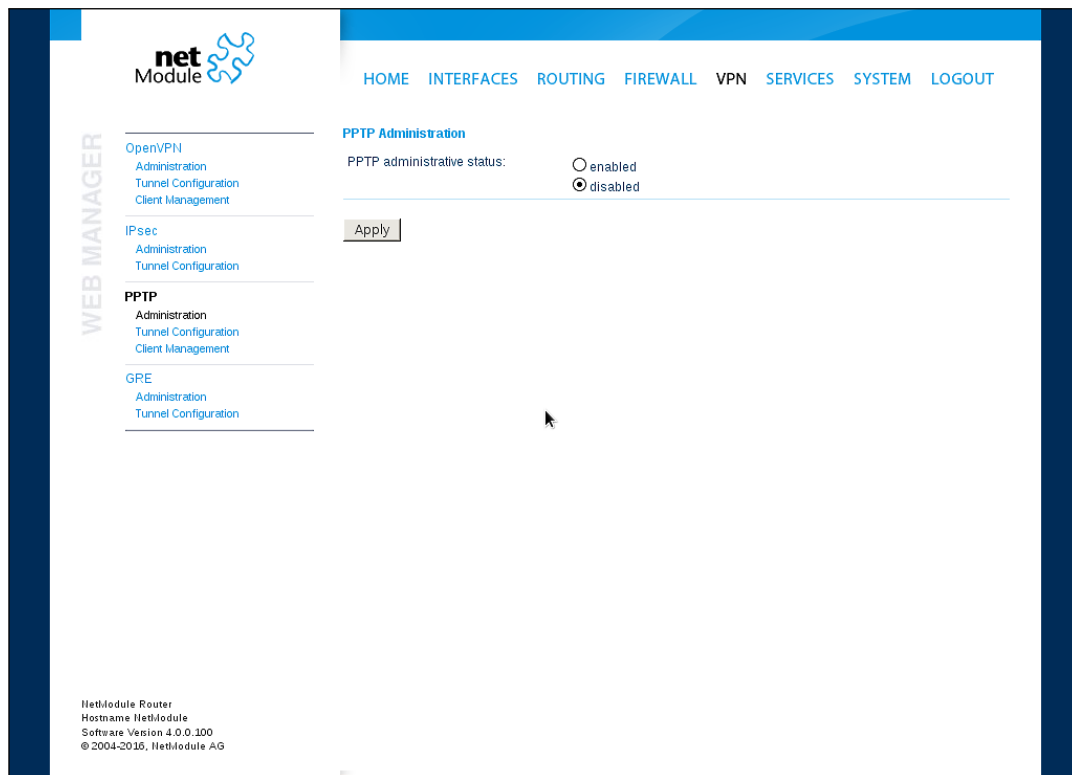 net
Module
HOME INTERFACES ROUTING FIREWALL VPN SERVICES SYSTEM LOGOUT
WEB MANAGER
OpenVPN
Administration
Tunnel Configuration
Client Management
IPsec
Administration
Tunnel Configuration
PPTP
Administration
Tunnel Configuration
Client Management
GRE
Administration
Tunnel Configuration
PPTP Administration
PPTP administrative status:
enabled
disabled
Apply
NetModule Router
Hostname NetModule
Software Version 4.0.0.100
© 2004-2016, NetModule AG